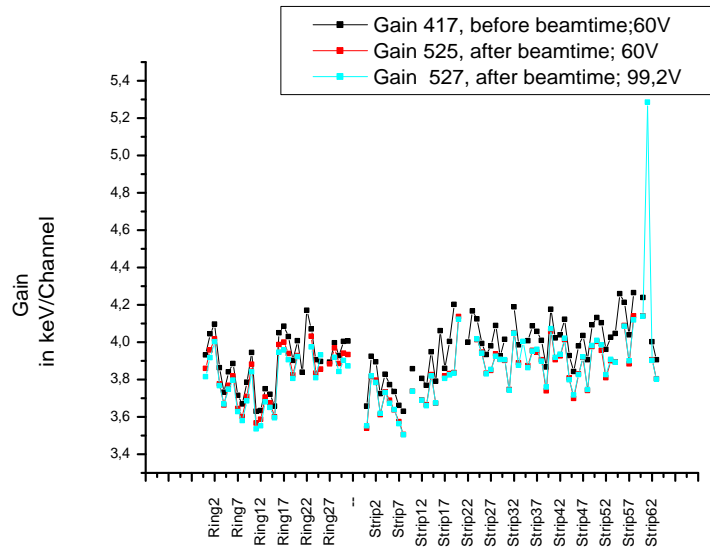 Gain 417, before beamtime;60V
Gain 525, after beamtime; 60V
Gain  527, after beamtime; 99,2V
5,4
5,2
5,0
4,8
4,6
4,4
4,2
4,0
3,8
3,6
3,4
Gain
in keV/Channel
Ring2
Ring7
Ring12
Ring17
Ring22
Ring27
--
Strip2
Strip7
Strip12
Strip17
Strip22
Strip27
Strip32
Strip37
Strip42
Strip47
Strip52
Strip57
Strip62